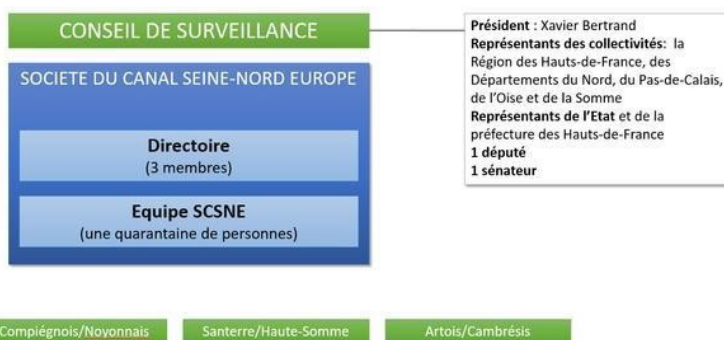 CONSEIL DE SURVEILLANCE
Président : Xavier Bertrand
Représentants des collectivités: la
Région des Hauts-de-France, des
Départements du Nord, du Pas-de-Calais,
de l'Oise et de la Somme
Représentants de l'Etat et de la
préfecture des Hauts-de-France
1 député
1 sénateur
SOCIETE DU CANAL SEINE-NORD EUROPE
Directoire
(3 membres)
Equipe SCSNE
(une quarantaine de personnes)
Compiégnois/Noyonnais
Santerre/Haute-Somme
Artois/Cambrésis